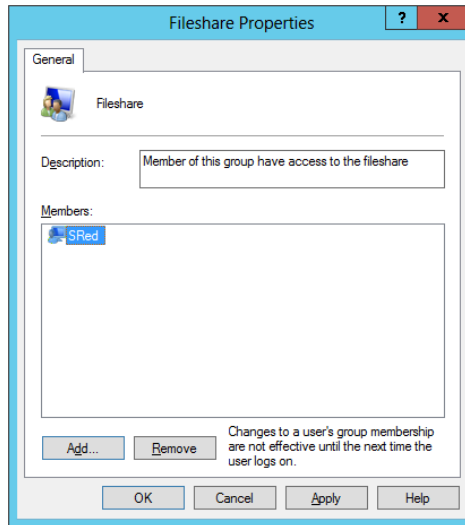 Fileshare Properties
? x
General
Fileshare
Description:
Member of this group have access to the fileshare
Members:
SRed
Add...
Remove
Changes to a user's group membership
are not effective until the next time the
user logs on.
OK
Cancel
Apply
Help